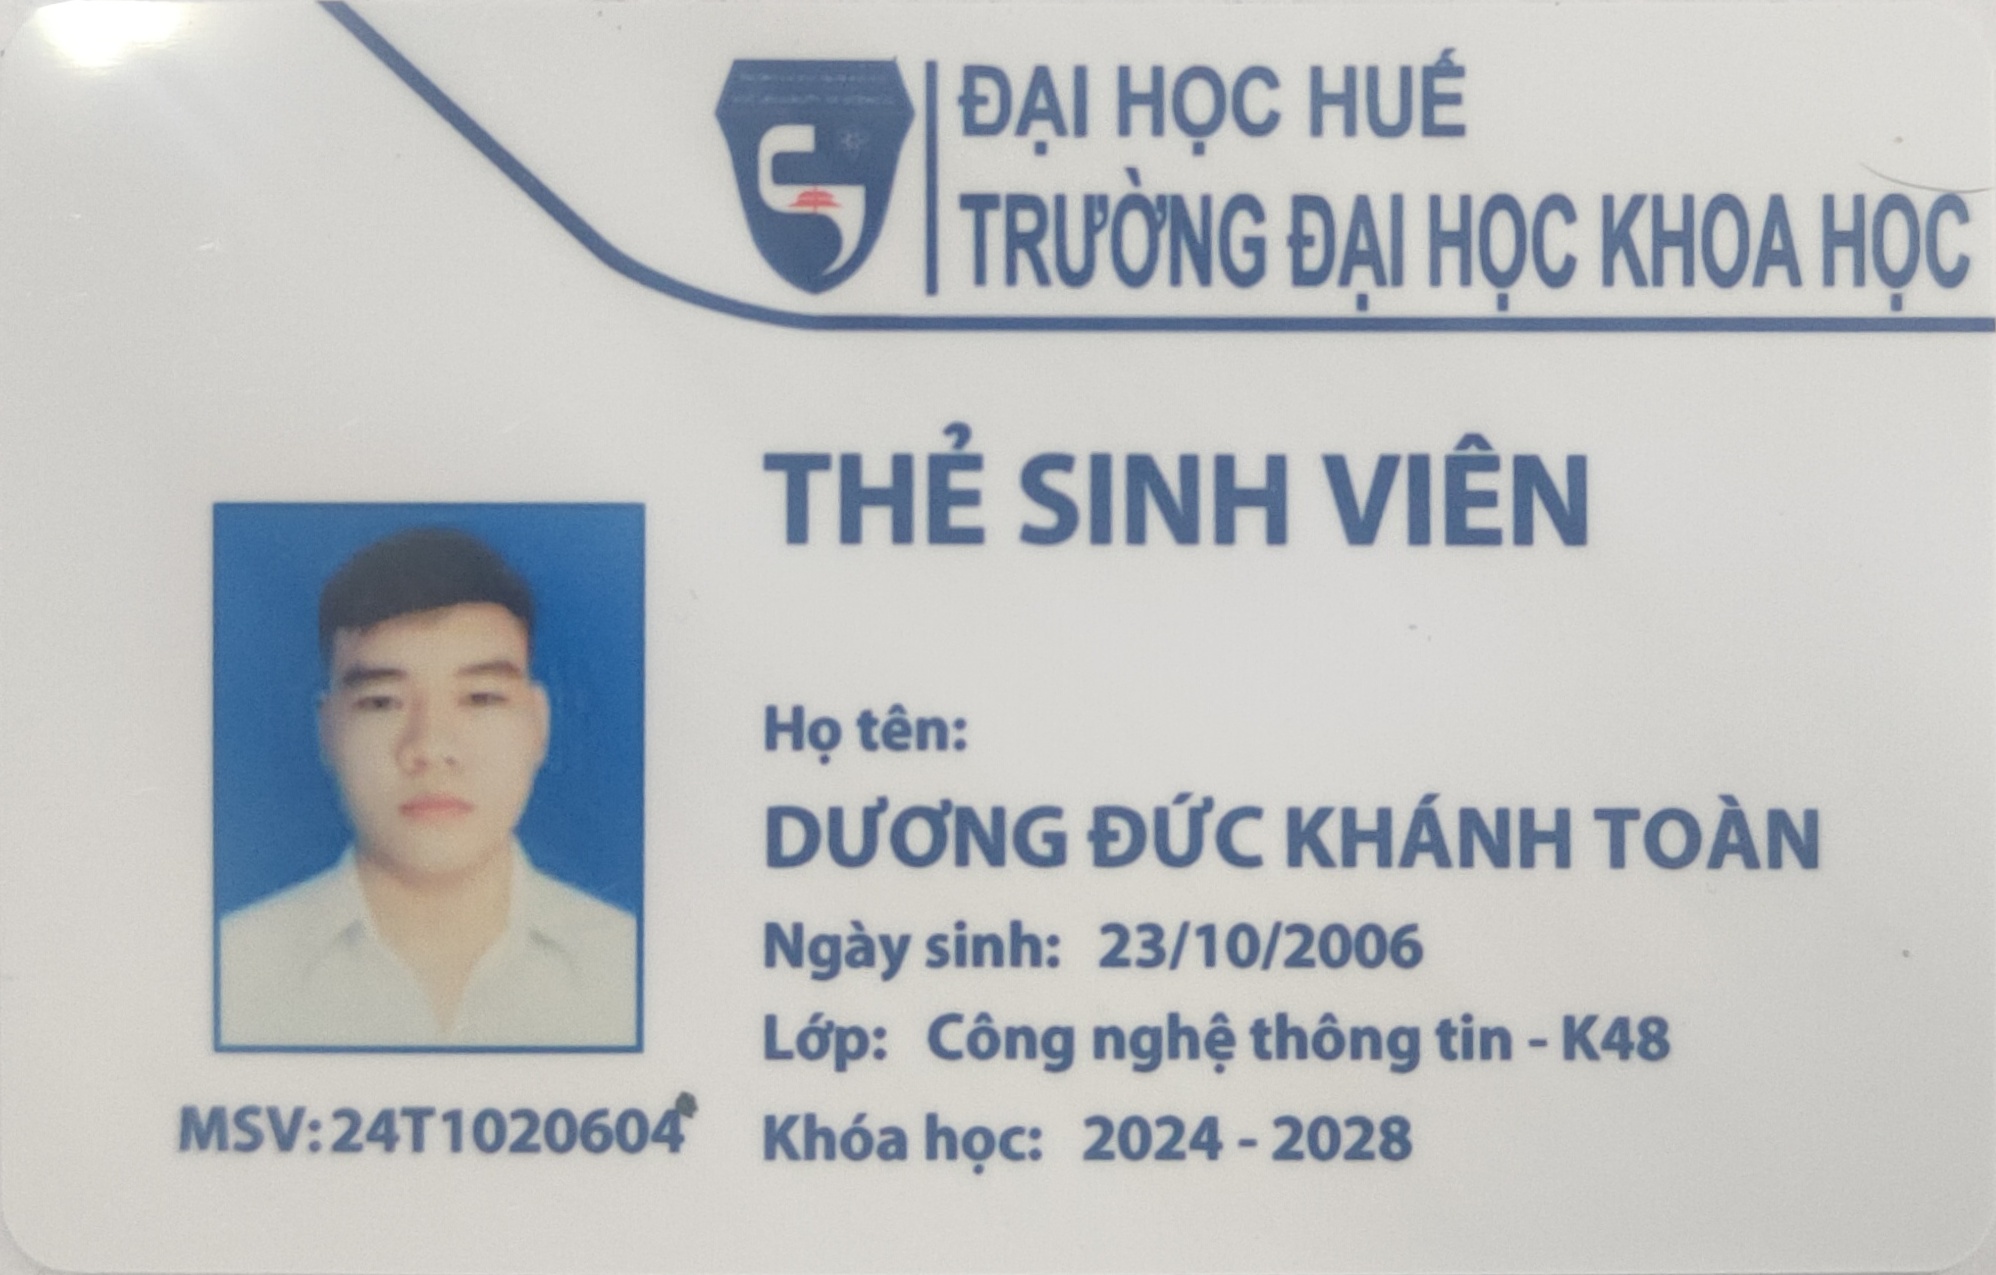 ĐẠI HỌC HUẾ
TRƯỜNG ĐẠI HỌC KHOA HỌC
THẺ SINH VIÊN
Họ tên:
DƯƠNG ĐỨC KHÁNH TOÀN
Ngày sinh: 23/10/2006
Lớp: Công nghệ thông tin - K48
Khóa học: 2024 - 2028
MSV:24T1020604